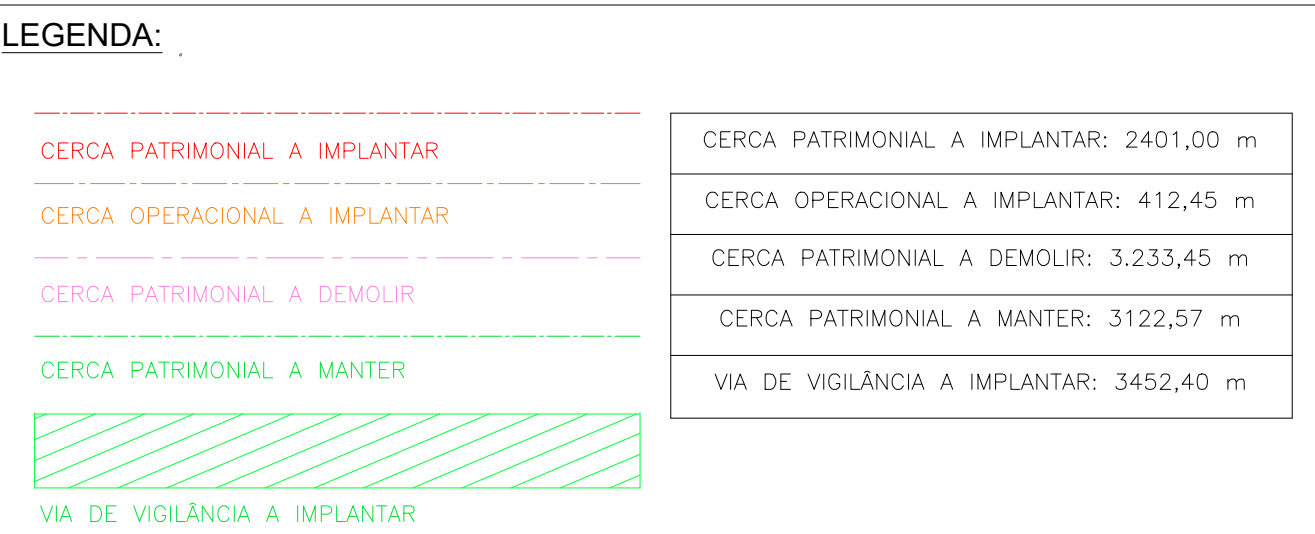 LEGENDA:
CERCA PATRIMONIAL A IMPLANTAR
CERCA OPERACIONAL A IMPLANTAR
CERCA PATRIMONIAL A DEMOLIR
CERCA PATRIMONIAL A MANTER
VIA DE VIGILÂNCIA A IMPLANTAR
CERCA PATRIMONIAL A IMPLANTAR: 2401,00 m
CERCA OPERACIONAL A IMPLANTAR: 412,45 m
CERCA PATRIMONIAL A DEMOLIR: 3.233,45 m
CERCA PATRIMONIAL A MANTER: 3122,57 m
VIA DE VIGILÂNCIA A IMPLANTAR: 3452,40 m